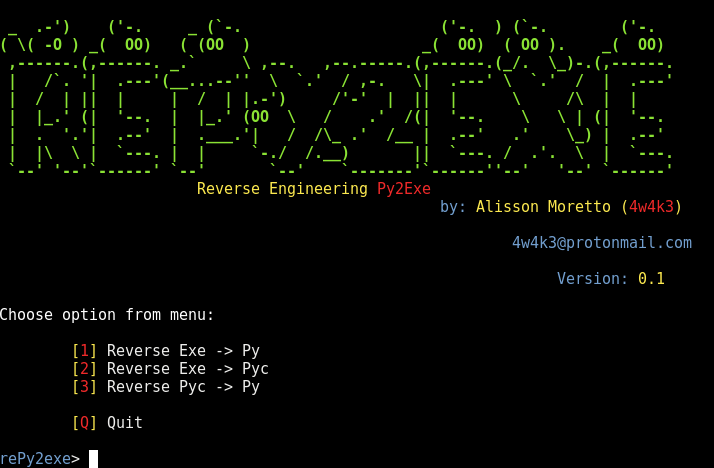 REPY2EXE
Reverse Engineering Py2Exe
by: Alisson Moretto (4w4k3)
4w4k3@protonmail.com
Version: 0.1
Choose option from menu:
[1] Reverse Exe -> Py
[2] Reverse Exe -> Pyc
[3] Reverse Pyc -> Py
[Q] Quit
rePy2exe>